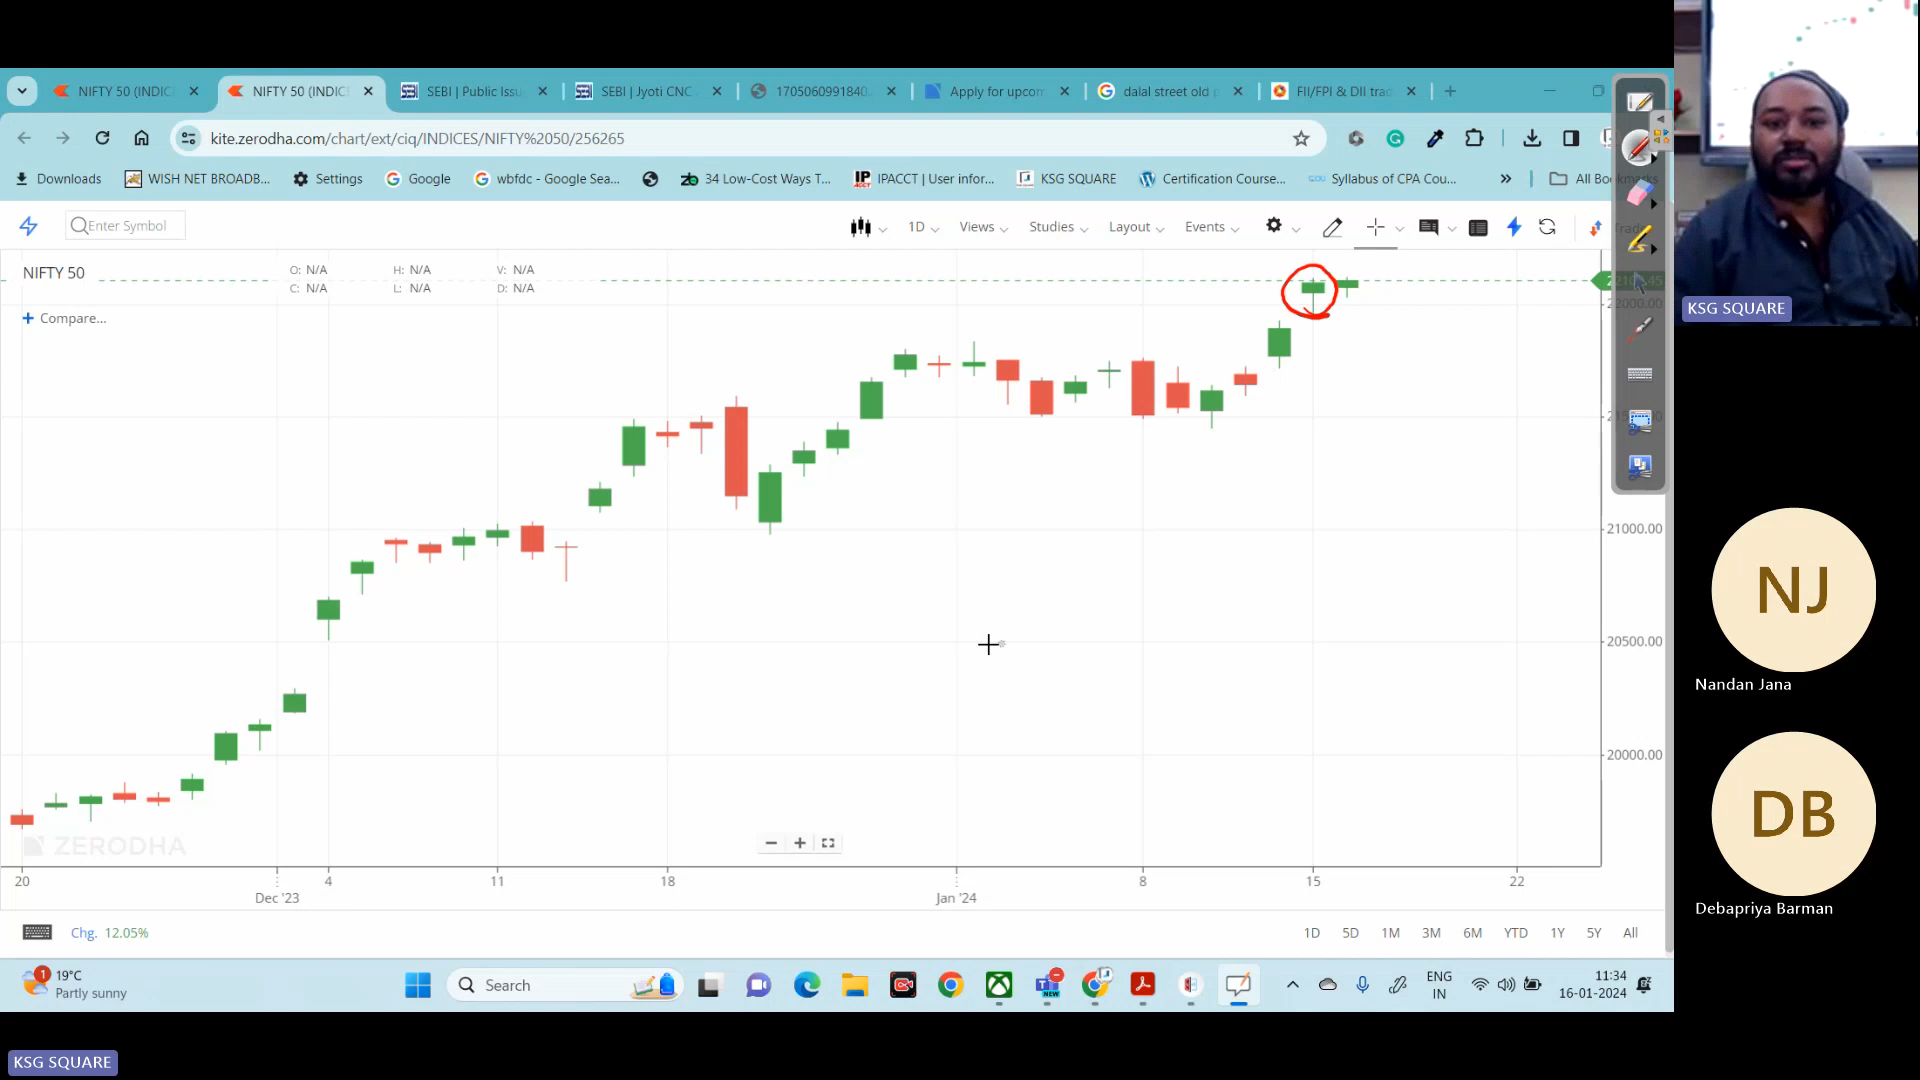 NIFTY 50 (INDIC
NIFTY 50 (INDIC
SEBI | Public Issu
SEBI | Jyoti CNC
1705060991840
Apply for upcom
dalal street old p
FII/FPI & DII trad
kite.zerodha.com/chart/ext/ciq/INDICES/NIFTY%2050/256265
Downloads
WISH NET BROADB...
Settings
Google
wbfdc - Google Sea...
34 Low-Cost Ways T...
IPACCT | User infor...
KSG SQUARE
Certification Course...
Syllabus of CPA Cou...
All Bookmarks
Enter Symbol
1D
Views
Studies
Layout
Events
NIFTY 50
O: N/A H: N/A V: N/A
C: N/A L: N/A D: N/A
+ Compare...
22000.00
21000.00
20500.00
20000.00
ZERODHA
20 4 11 18 8 15 22
Dec '23 Jan '24
Chg. 12.05%
1D 5D 1M 3M 6M YTD 1Y 5Y All
1
19°C
Partly sunny
Search
NEW
ENG
IN
11:34
16-01-2024
KSG SQUARE
KSG SQUARE
NJ
Nandan Jana
DB
Debapriya Barman